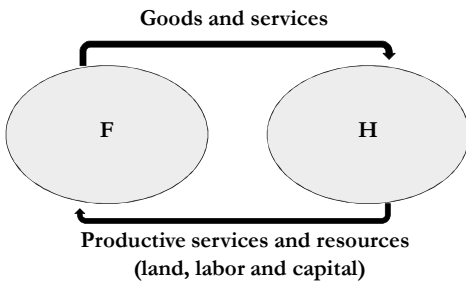 Goods and services
F
H
Productive services and resources
(land, labor and capital)